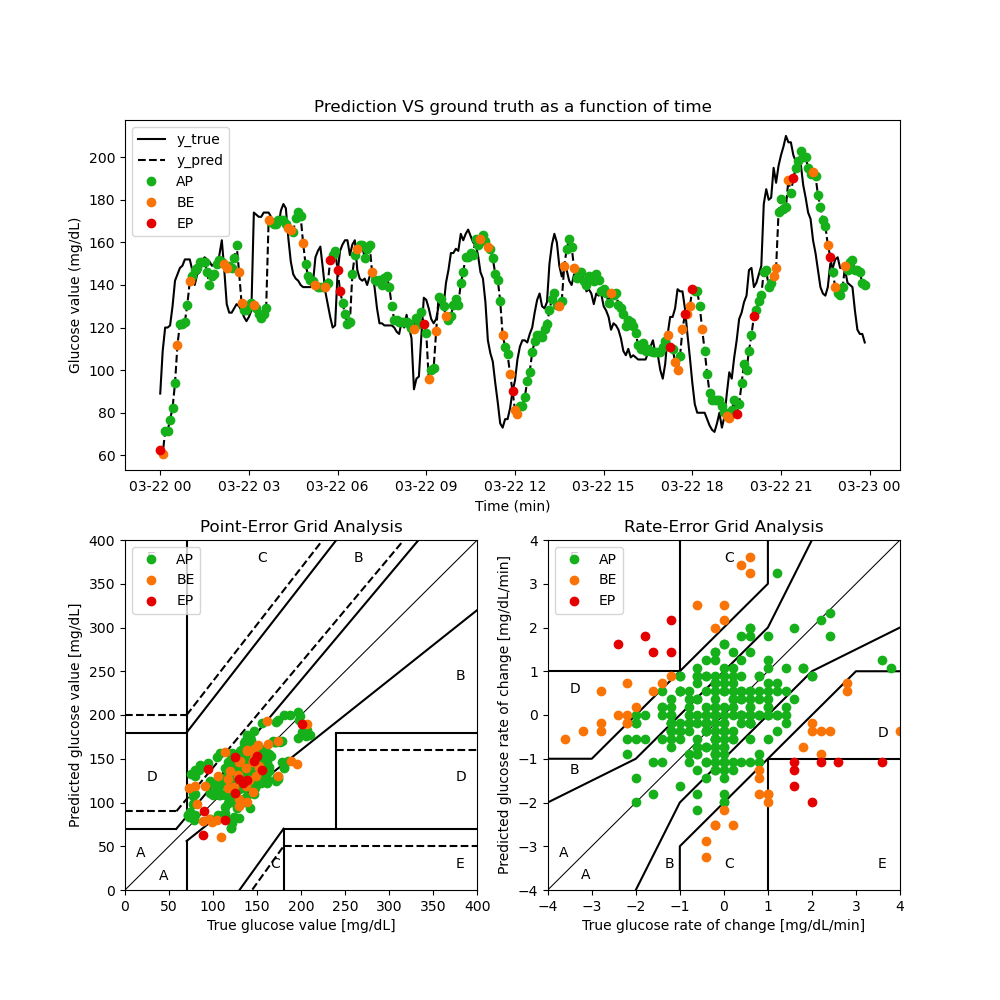 Prediction VS ground truth as a function of time
Glucose value (mg/dL)
200
180
160
140
120
100
80
60
y_true
y_pred
AP
BE
EP
03-22 00 03-22 03 03-22 06 03-22 09 03-22 12 03-22 15 03-22 18 03-22 21 03-23 00
Time (min)
Point-Error Grid Analysis
Predicted glucose value [mg/dL]
400
350
300
250
200
150
100
50
0
AP
BE
EP
C B
B
D D
A
A C E
0 50 100 150 200 250 300 350 400
True glucose value [mg/dL]
Rate-Error Grid Analysis
Predicted glucose rate of change [mg/dL/min]
4
3
2
1
0
−1
−2
−3
−4
AP
BE
EP
C
D
D
B
A
A B C E
−4 −3 −2 −1 0 1 2 3 4
True glucose rate of change [mg/dL/min]